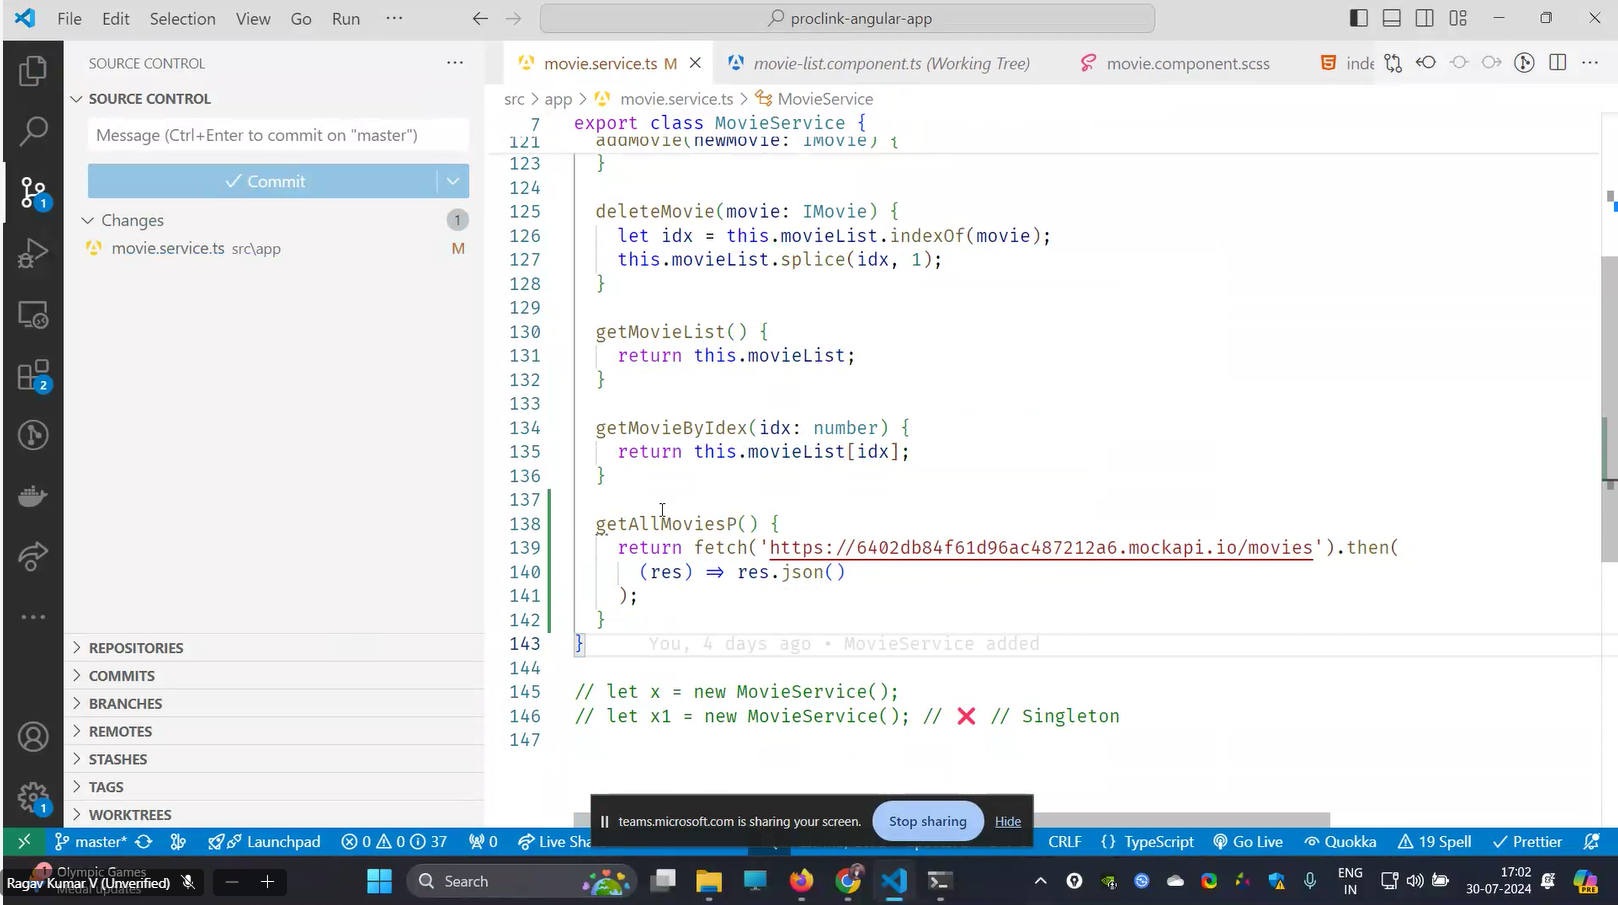 File Edit Selection View Go Run ··· proclink-angular-app
SOURCE CONTROL ···
movie.service.ts M
movie-list.component.ts (Working Tree)
movie.component.scss
inde
SOURCE CONTROL
Message (Ctrl+Enter to commit on "master")
Commit
Changes 1
movie.service.ts src\app M
src > app > movie.service.ts > MovieService
7 export class MovieService {
121 addMovie(newMovie: IMovie) {
123 }
124
125 deleteMovie(movie: IMovie) {
126 let idx = this.movieList.indexOf(movie);
127 this.movieList.splice(idx, 1);
128 }
129
130 getMovieList() {
131 return this.movieList;
132 }
133
134 getMovieByIdex(idx: number) {
135 return this.movieList[idx];
136 }
137
138 getAllMoviesP() {
139 return fetch('https://6402db84f61d96ac487212a6.mockapi.io/movies').then(
140 (res) => res.json()
141 );
142 }
143 } You, 4 days ago • MovieService added
144
145 // let x = new MovieService();
146 // let x1 = new MovieService(); // ❌ // Singleton
147
1
2
1
REPOSITORIES
COMMITS
BRANCHES
REMOTES
STASHES
TAGS
WORKTREES
teams.microsoft.com is sharing your screen. Stop sharing Hide
master* Launchpad 0 0 37 0 Live Sha CRLF {} TypeScript Go Live Quokka 19 Spell Prettier
Olympic Games
Medal updates
1
Ragav Kumar V (Unverified)
Search
ENG
IN
17:02
30-07-2024
PRE